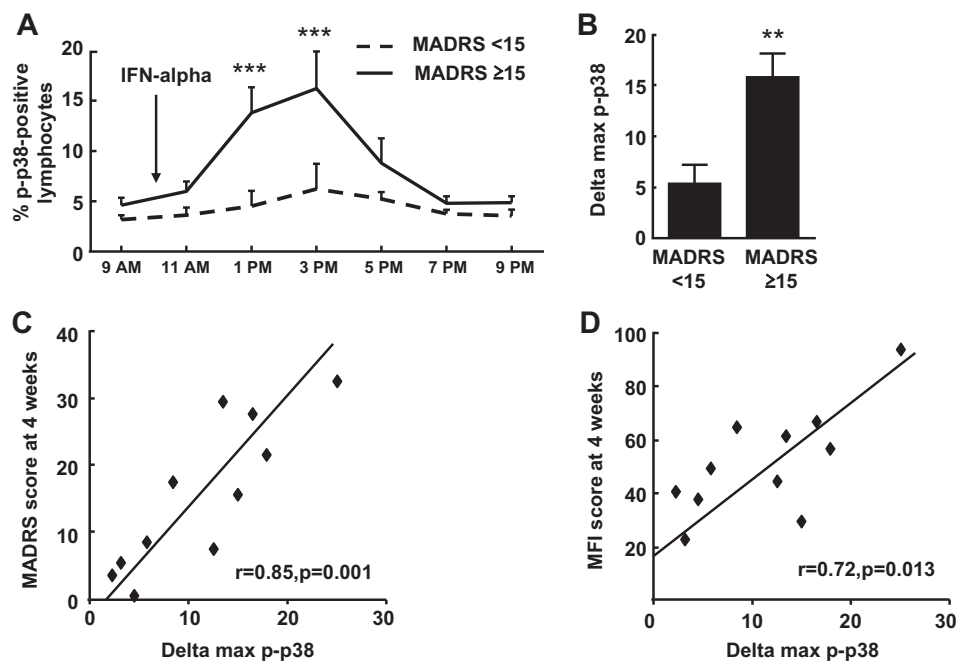 A
% p-p38-positive
lymphocytes
20
15
10
5
0
IFN-alpha
***
***
MADRS <15
MADRS ≥15
9 AM
11 AM
1 PM
3 PM
5 PM
7 PM
9 PM
B
Delta max p-p38
20
15
10
5
0
**
MADRS
<15
MADRS
≥15
C
MADRS score at 4 weeks
40
30
20
10
0
r=0.85,p=0.001
0
10
20
30
Delta max p-p38
D
MFI score at 4 weeks
100
80
60
40
20
r=0.72,p=0.013
0
10
20
30
Delta max p-p38